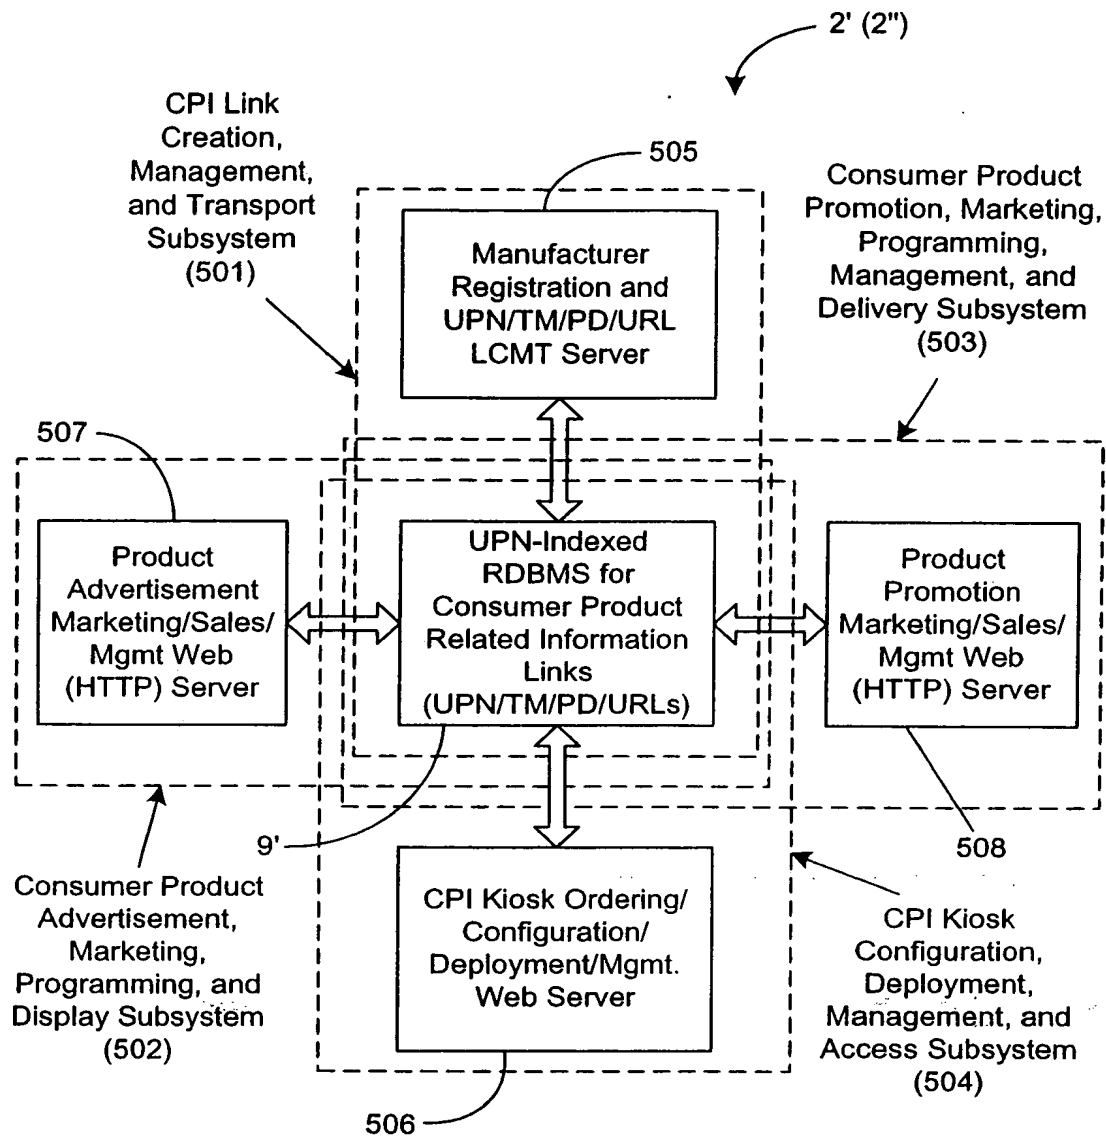 2' (2")
CPI Link
Creation,
Management,
and Transport
Subsystem
(501)
505
Consumer Product
Promotion, Marketing,
Programming,
Management, and
Delivery Subsystem
(503)
Manufacturer
Registration and
UPN/TM/PD/URL
LCMT Server
507
Product
Advertisement
Marketing/Sales/
Mgmt Web
(HTTP) Server
UPN-Indexed
RDBMS for
Consumer Product
Related Information
Links
(UPN/TM/PD/URLs)
Product
Promotion
Marketing/Sales/
Mgmt Web
(HTTP) Server
9'
508
Consumer Product
Advertisement,
Marketing,
Programming, and
Display Subsystem
(502)
CPI Kiosk Ordering/
Configuration/
Deployment/Mgmt.
Web Server
CPI Kiosk
Configuration,
Deployment,
Management, and
Access Subsystem
(504)
506